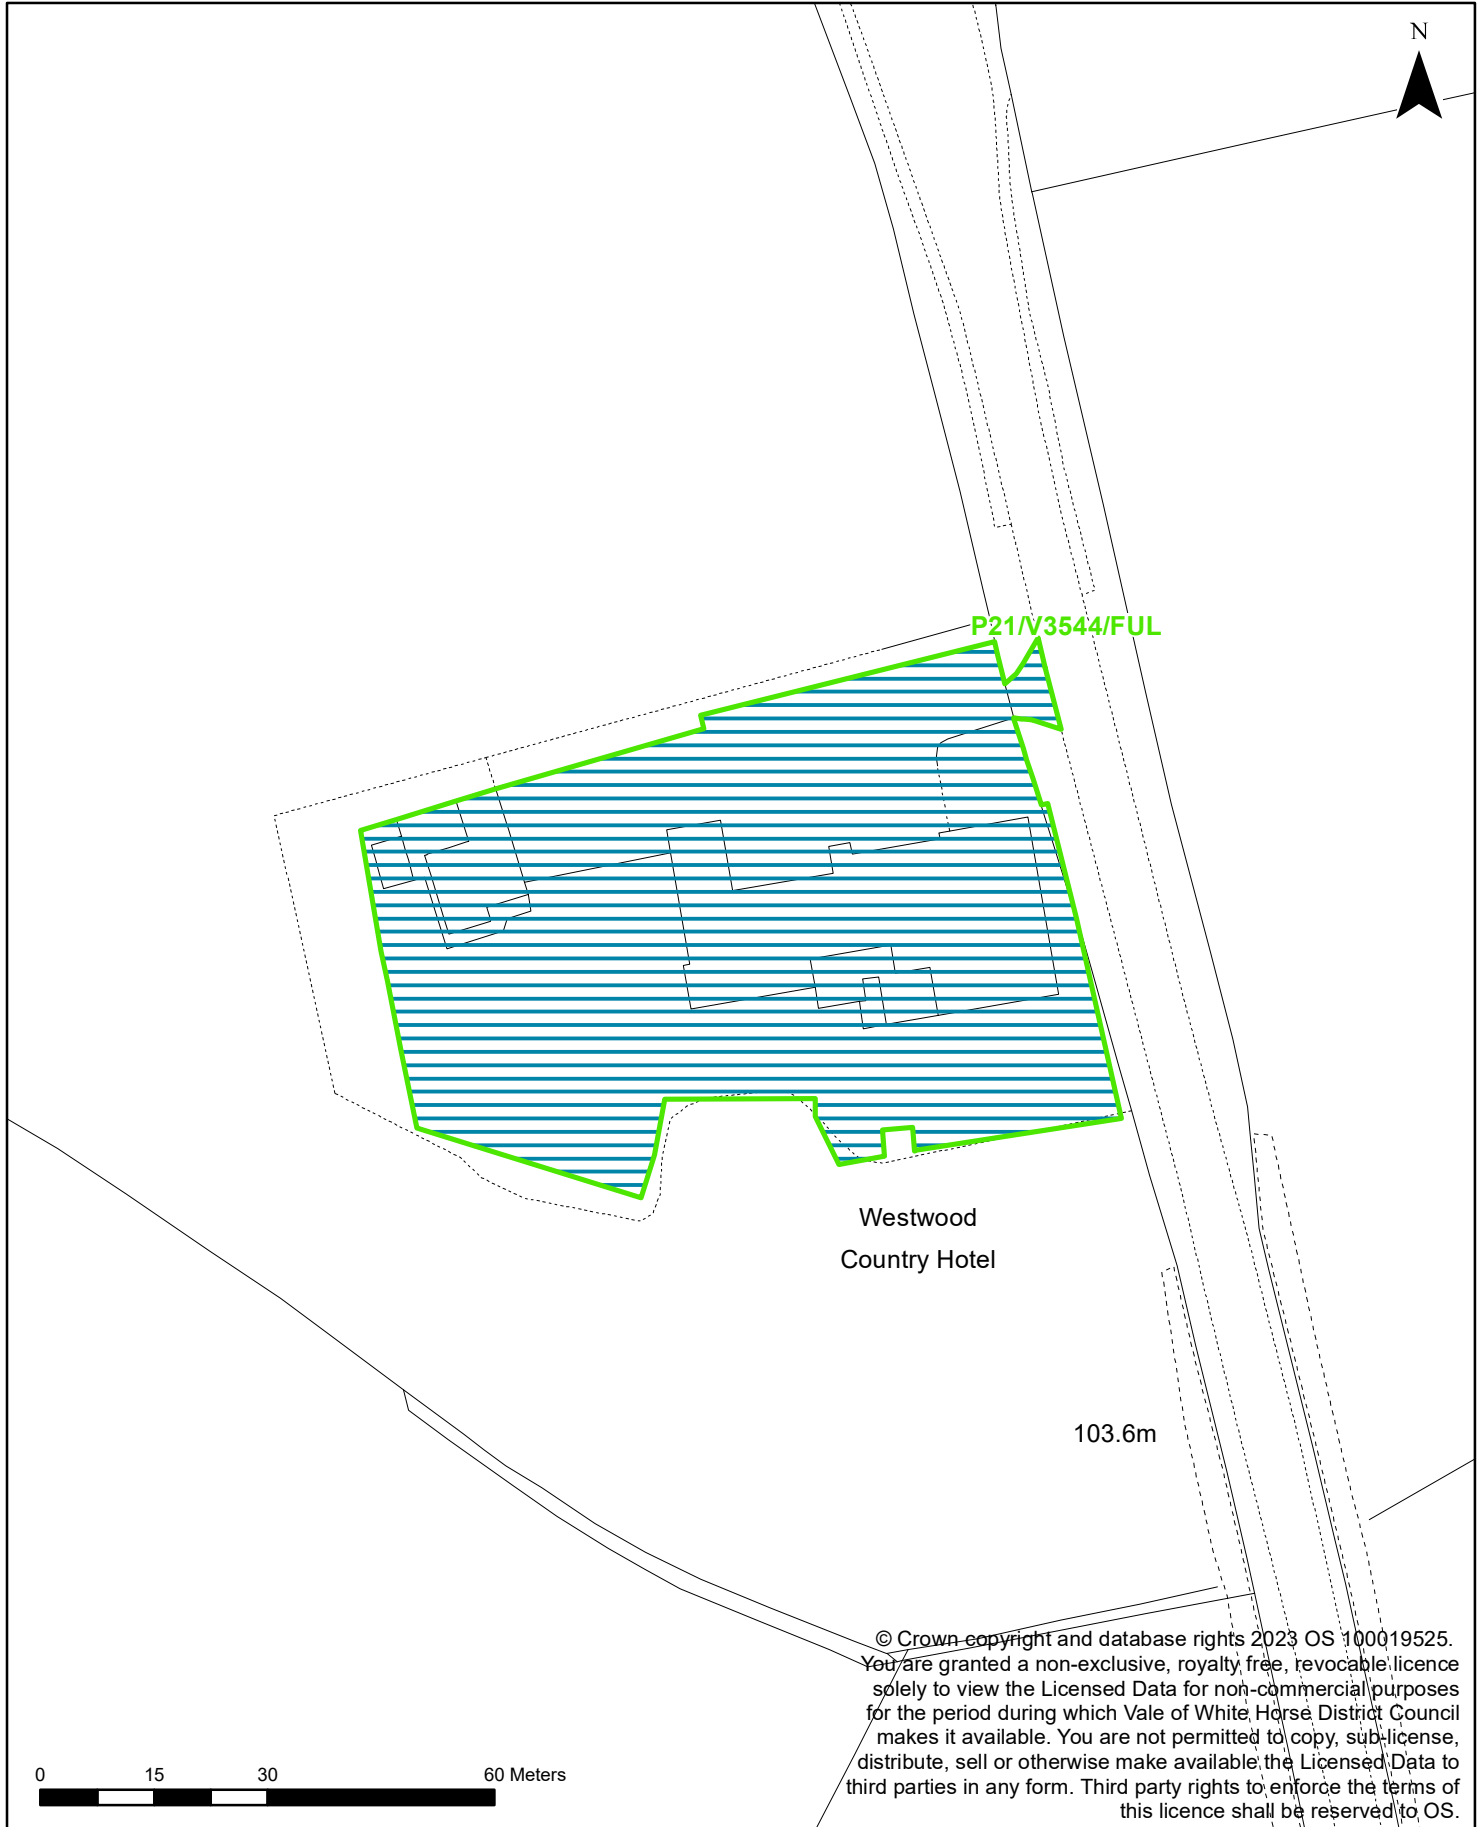 N
P21/V3544/FUL
Westwood
Country Hotel
103.6m
© Crown copyright and database rights 2023 OS 100019525.
You are granted a non-exclusive, royalty free, revocable licence
solely to view the Licensed Data for non-commercial purposes
for the period during which Vale of White Horse District Council
makes it available. You are not permitted to copy, sub-license,
distribute, sell or otherwise make available the Licensed Data to
third parties in any form. Third party rights to enforce the terms of
this licence shall be reserved to OS.
0 15 30 60 Meters